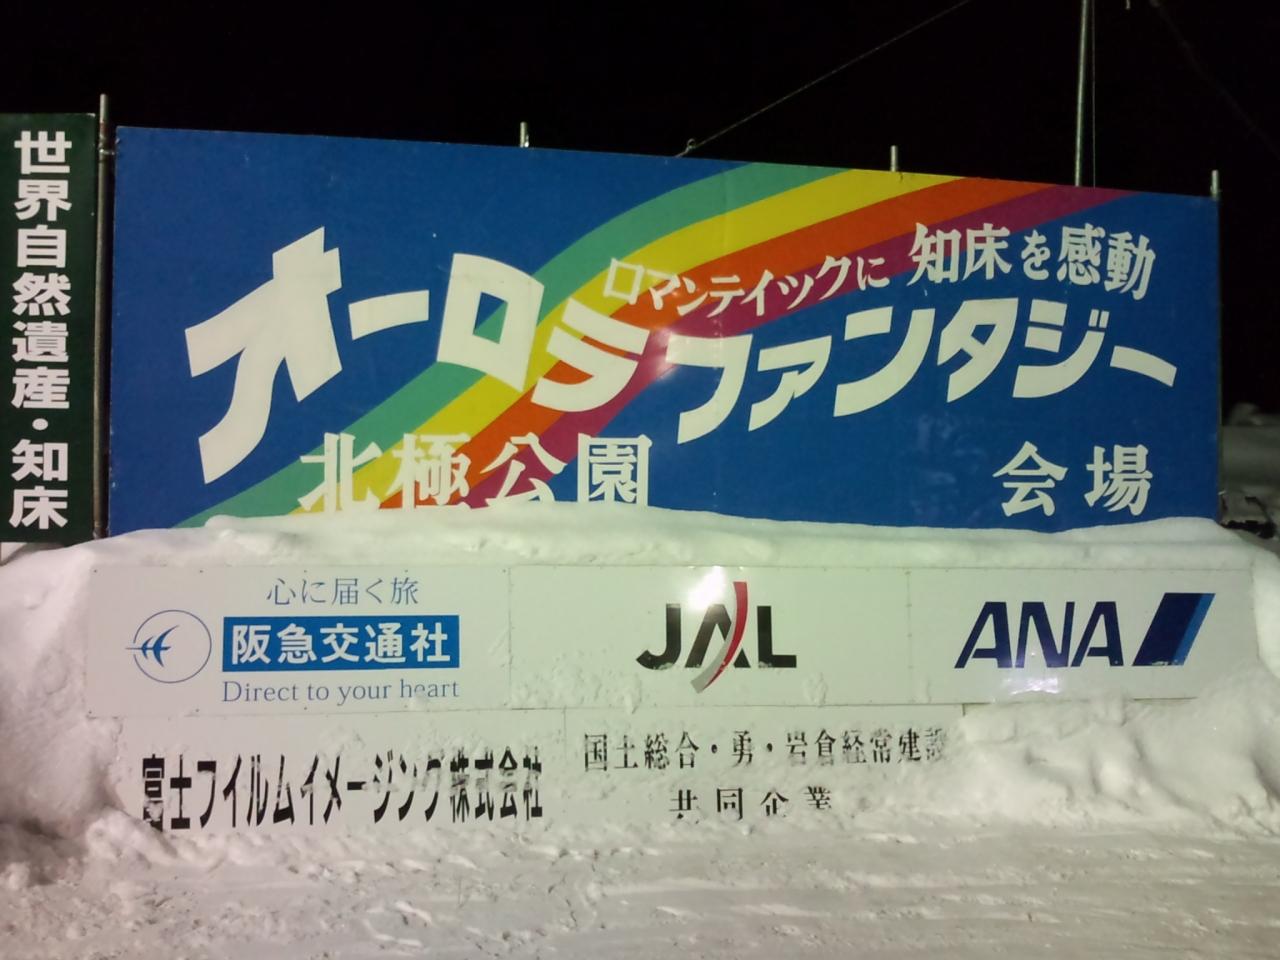 世界自然遺産・知床
ロマンティックに 知床を感動
オーロラファンタジー
北極公園 会場
心に届く旅
阪急交通社
Direct to your heart
JAL
ANA
富士フイルムイメージング株式会社
国土総合・勇・岩倉経常建設
共同企業